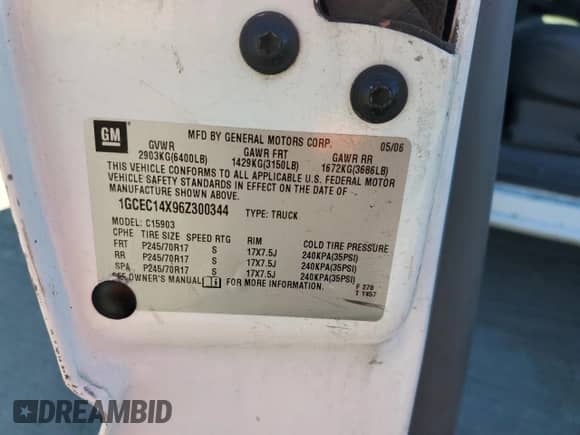 GM
MFD BY GENERAL MOTORS CORP. 05/06
GVWR GAWR FRT GAWR RR
2903KG(6400LB) 1429KG(3150LB) 1672KG(3686LB)
THIS VEHICLE CONFORMS TO ALL APPLICABLE U.S. FEDERAL MOTOR
VEHICLE SAFETY STANDARDS IN EFFECT ON THE DATE OF
MANUFACTURE SHOWN ABOVE.
1GCEC14X96Z300344 TYPE: TRUCK
MODEL: C15903
CPHE TIRE SIZE SPEED RTG RIM COLD TIRE PRESSURE
FRT P245/70R17 S 17X7.5J 240KPA(35PSI)
RR P245/70R17 S 17X7.5J 240KPA(35PSI)
SPA P245/70R17 S 17X7.5J 240KPA(35PSI)
SEE OWNER'S MANUAL FOR MORE INFORMATION. F 270
T 1957
DREAMBID